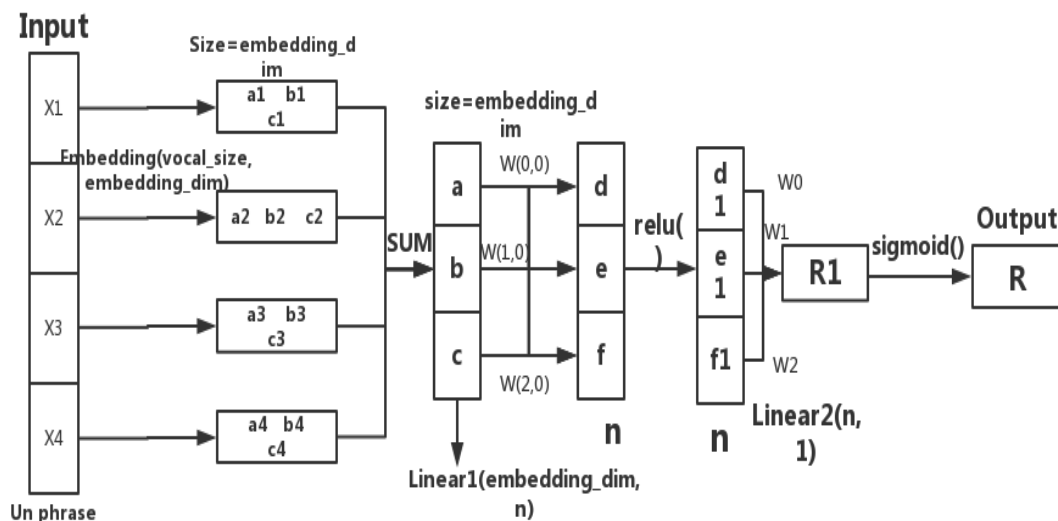 Input
X1
X2
X3
X4
Un phrase
Embedding(vocal_size,
embedding_dim)
Size=embedding_d
im
a1 b1
c1
a2 b2 c2
a3 b3
c3
a4 b4
c4
SUM
size=embedding_d
im
a
b
c
W(0,0)
W(1,0)
W(2,0)
Linear1(embedding_dim,
n)
d
e
f
n
relu(
)
d
1
e
1
f1
n
W0
W1
W2
Linear2(n,
1)
R1
sigmoid()
Output
R